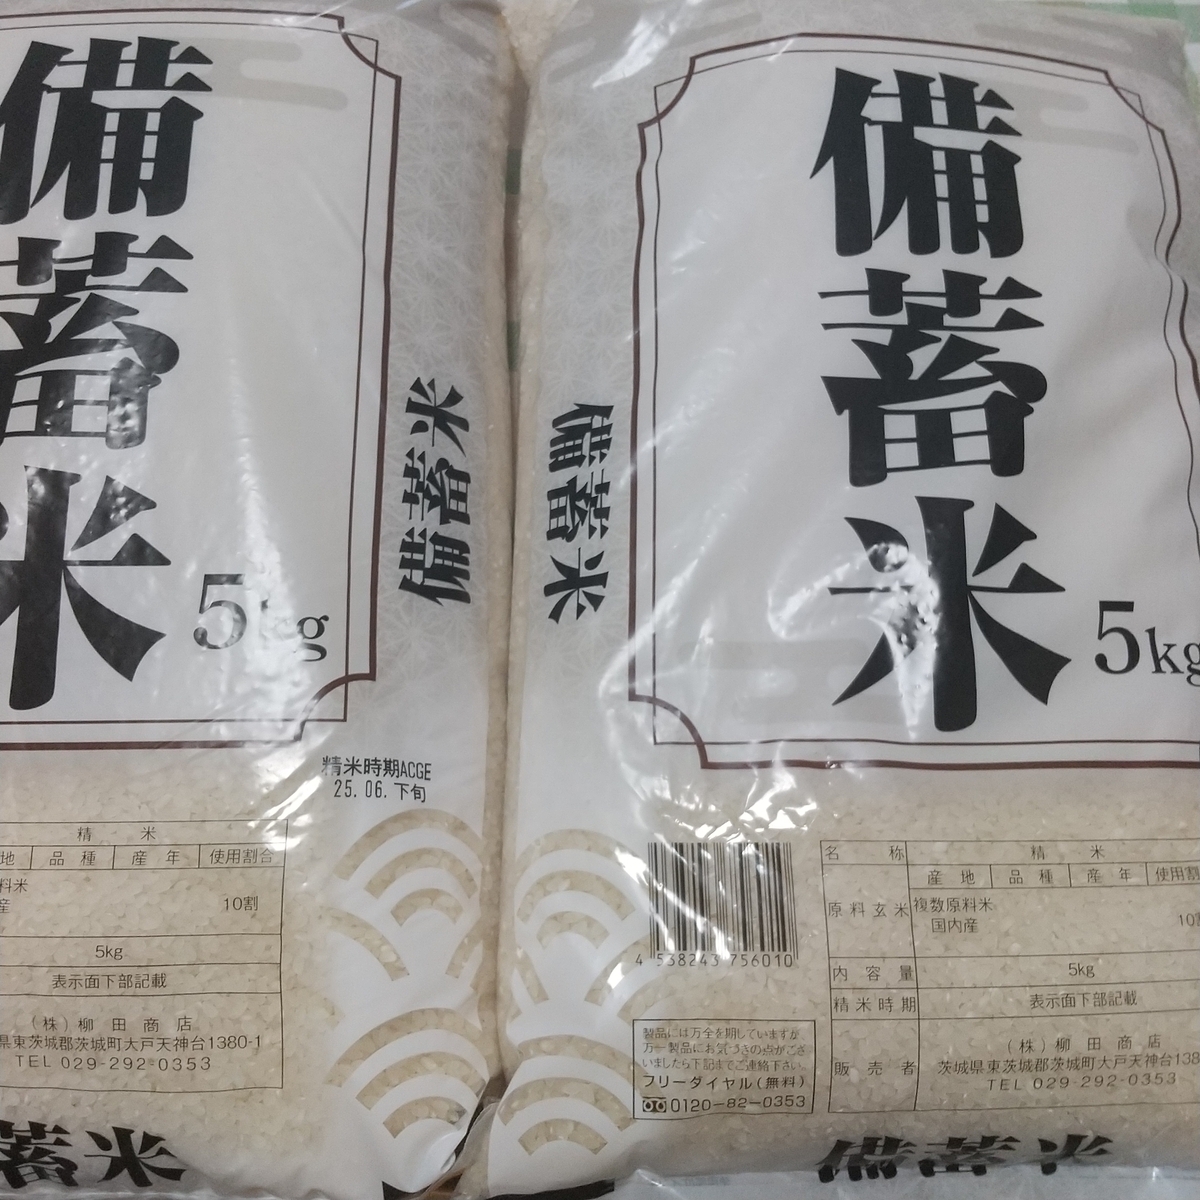 備蓄米
5kg
備蓄米
精米時期ACGE
25.06.下旬
精 米
地 品種 産年 使用割合
料米
産
10割
5kg
表示面下部記載
(株)柳田商店
県東茨城郡茨城町大戸天神台1380-1
TEL 029-292-0353
蓄米
備蓄米
5kg
備蓄米
4 538243 756010
製品には万全を期していますが、
万一製品にお気づきの点がござ
いましたら下記までご連絡下さい。
フリーダイヤル(無料)
0120-82-0353
名称 精 米
原料玄米 産地 品種 産年 使用割
複数原料米
国内産
10割
内容量 5kg
精米時期 表示面下部記載
販売者 (株)柳田商店
茨城県東茨城郡茨城町大戸天神台138
TEL 029-292-0353
備蓄米